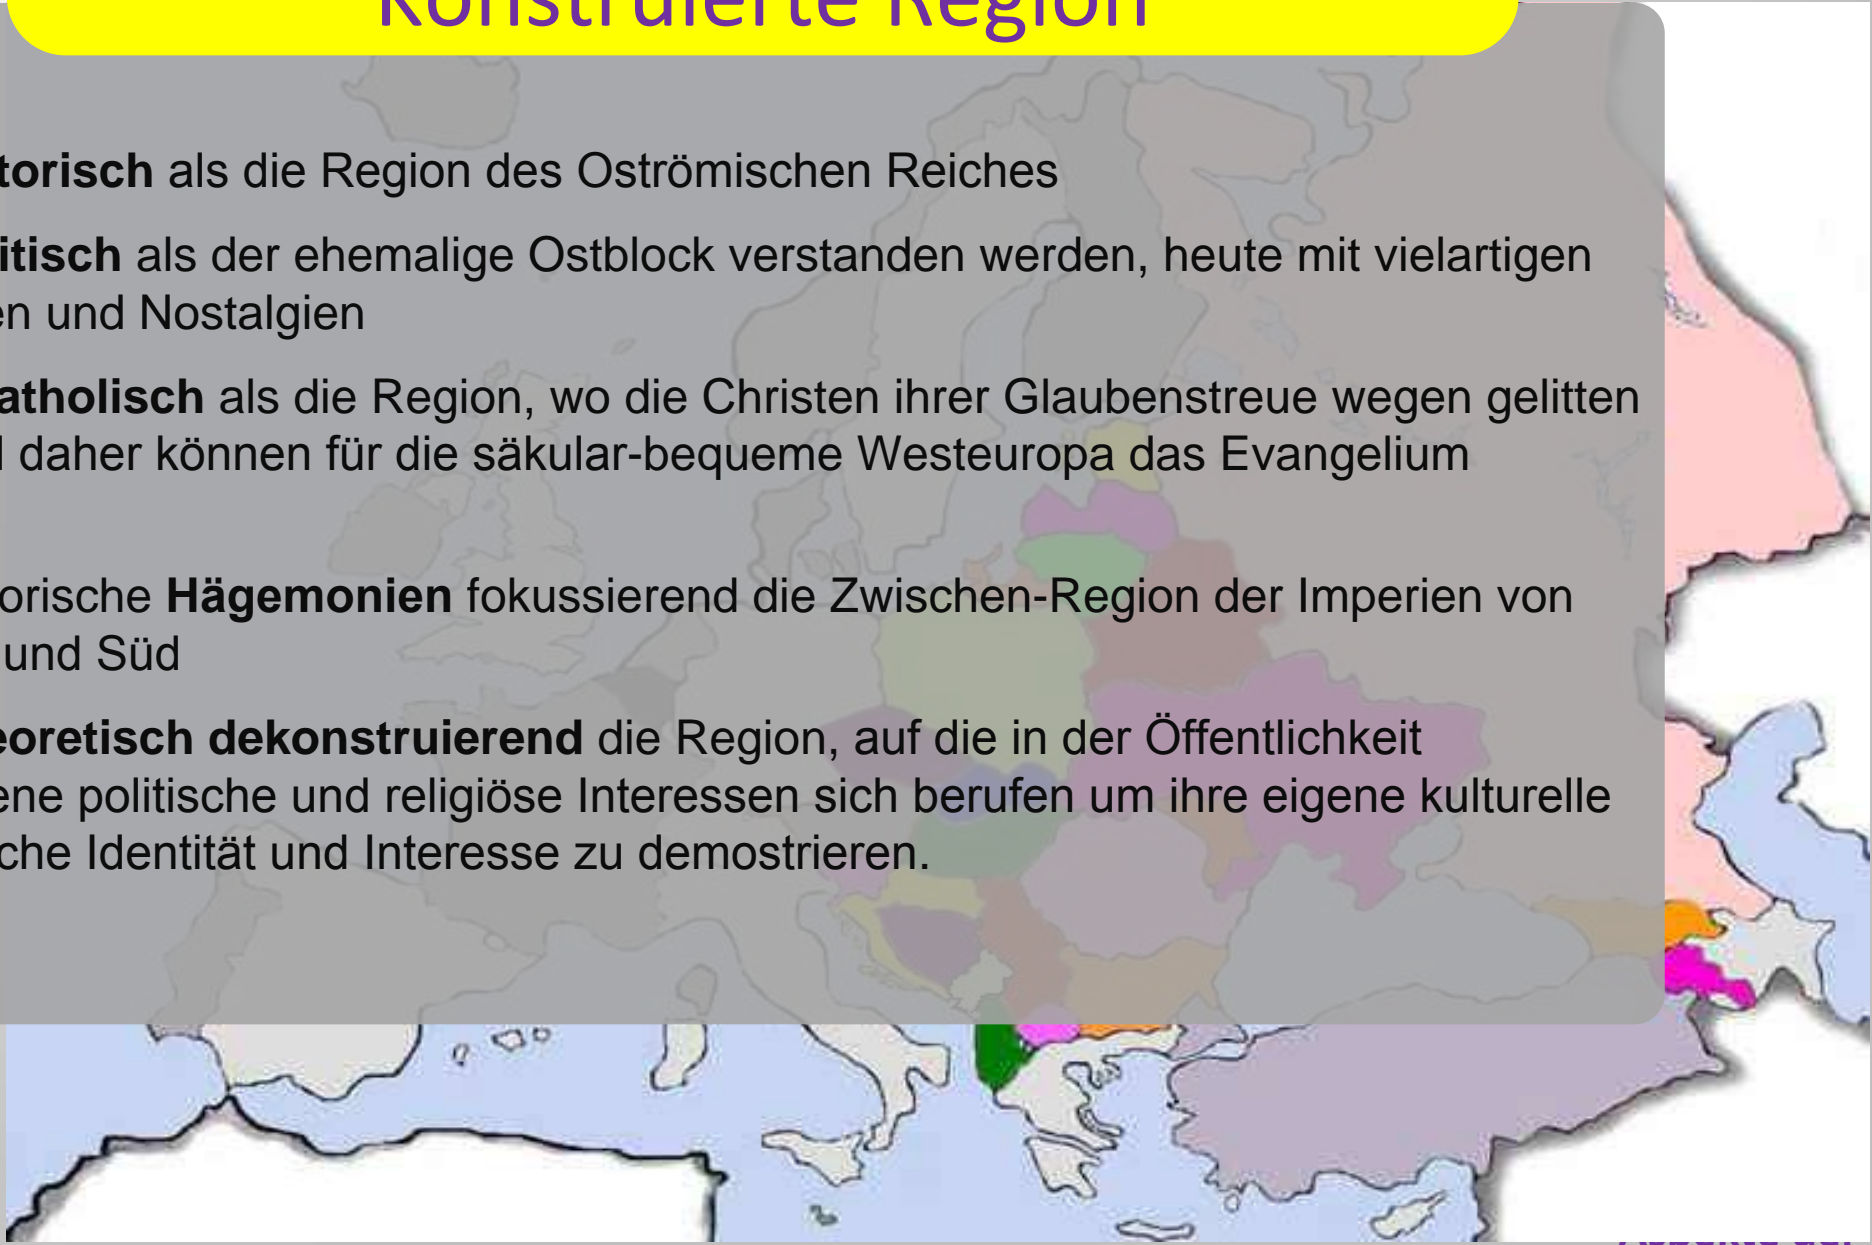 Konstruierte Region
torisch als die Region des Oströmischen Reiches
itisch als der ehemalige Ostblock verstanden werden, heute mit vielartigen
en und Nostalgien
atholisch als die Region, wo die Christen ihrer Glaubenstreue wegen gelitten
daher können für die säkular-bequeme Westeuropa das Evangelium
orische Hägemonien fokussierend die Zwischen-Region der Imperien von
und Süd
eoretisch dekonstruierend die Region, auf die in der Öffentlichkeit
ene politische und religiöse Interessen sich berufen um ihre eigene kulturelle
che Identität und Interesse zu demostrieren.